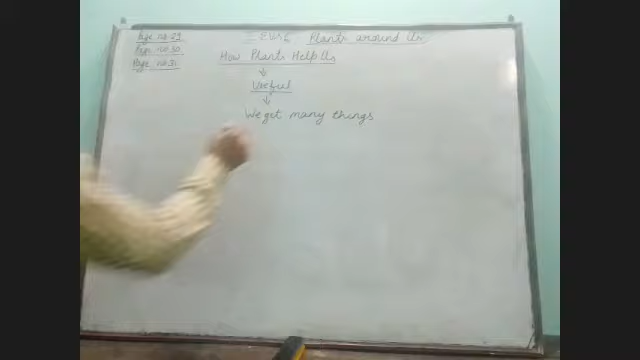 Page no 29
Page no 30
Page no 31
EVS Plants around Us
How Plants Help Us
Useful
We get many things